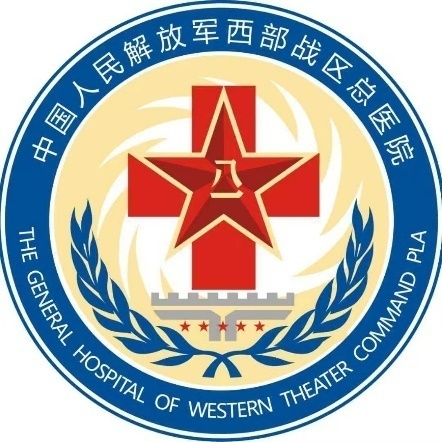 中国人民解放军西部战区总医院
八一
THE GENERAL HOSPITAL OF WESTERN THEATER COMMAND PLA